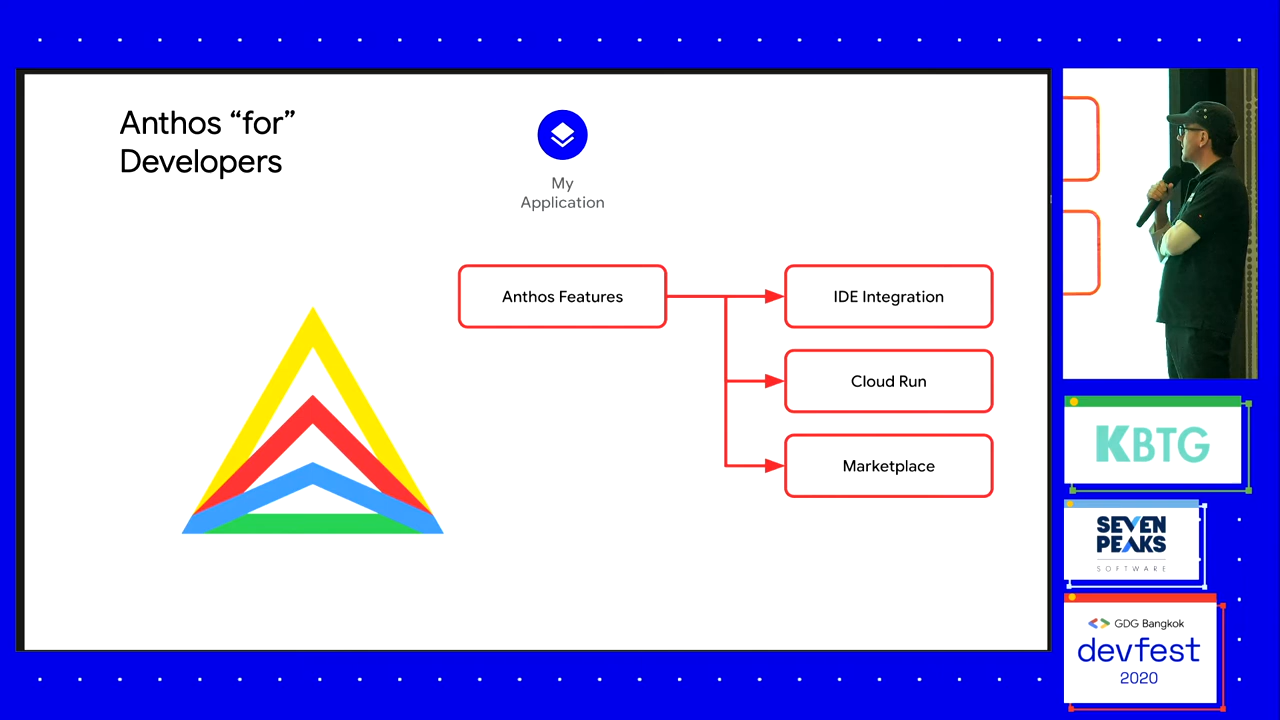 Anthos “for”
Developers
My
Application
Anthos Features
IDE Integration
Cloud Run
Marketplace
KBTG
SEVEN
PEAKS
SOFTWARE
GDG Bangkok
devfest
2020